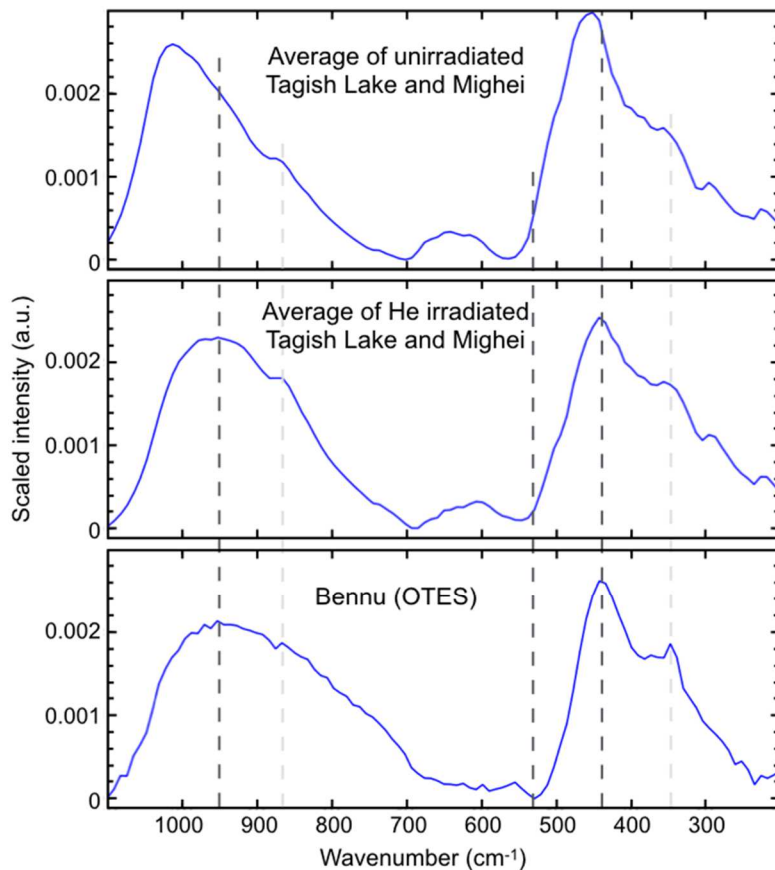 Average of unirradiated
Tagish Lake and Mighei
0.002
0.001
0
Average of He irradiated
Tagish Lake and Mighei
0.002
0.001
0
Scaled intensity (a.u.)
Bennu (OTES)
0.002
0.001
0
1000 900 800 700 600 500 400 300
Wavenumber (cm⁻¹)